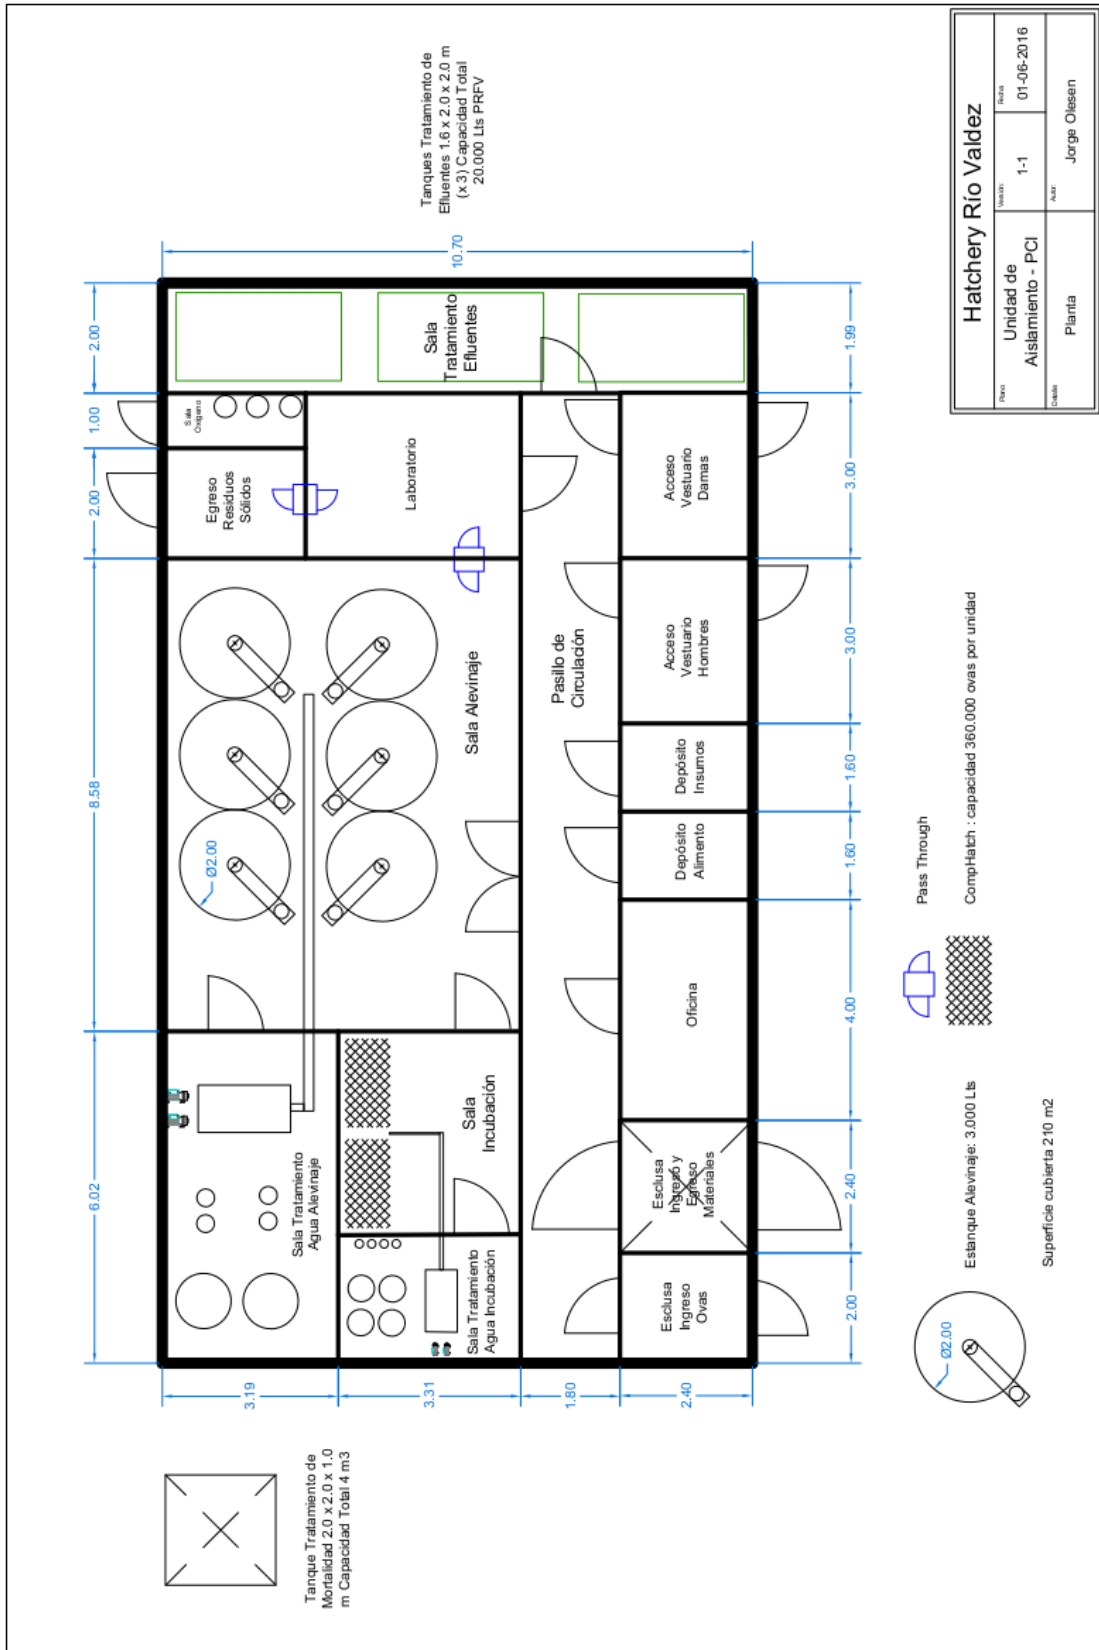 Hatchery Río Valdez
Plano:
Unidad de
Aislamiento - PCI
Versión:
1-1
Fecha:
01-06-2016
Detalle:
Planta
Autor:
Jorge Olesen
Tanques Tratamiento de
Efluentes 1.6 x 2.0 x 2.0 m
(x 3) Capacidad Total
20.000 Lts PRFV
6.02
8.58
2.00
1.00
2.00
10.70
Sala Tratamiento
Agua Alevinaje
Ø2.00
Sala Alevinaje
Egreso
Residuos
Sólidos
Sala
Oxígeno
Laboratorio
Sala
Tratamiento
Efluentes
Sala
Incubación
Sala Tratamiento
Agua Incubación
Pasillo de
Circulación
Esclusa
Ingreso
Ovas
Esclusa
Ingreso y
Egreso
Materiales
Oficina
Depósito
Alimento
Depósito
Insumos
Acceso
Vestuario
Hombres
Acceso
Vestuario
Damas
3.19
3.31
1.80
2.40
2.00
2.40
4.00
1.60
1.60
3.00
3.00
1.99
Tanque Tratamiento de
Mortalidad 2.0 x 2.0 x 1.0
m Capacidad Total 4 m3
Ø2.00
Estanque Alevinaje: 3.000 Lts
Pass Through
CompHatch : capacidad 360.000 ovas por unidad
Superficie cubierta 210 m2